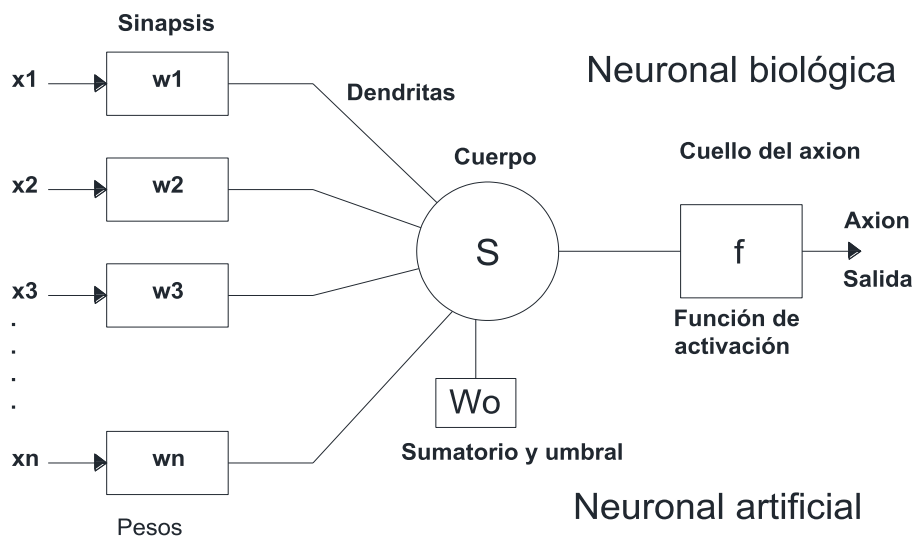 Sinapsis
Neuronal biológica
x1
w1
Dendritas
Cuerpo
Cuello del axion
x2
w2
S
f
Axion
Salida
x3
w3
.
.
.
.
Función de
activación
Wo
Sumatorio y umbral
xn
wn
Pesos
Neuronal artificial